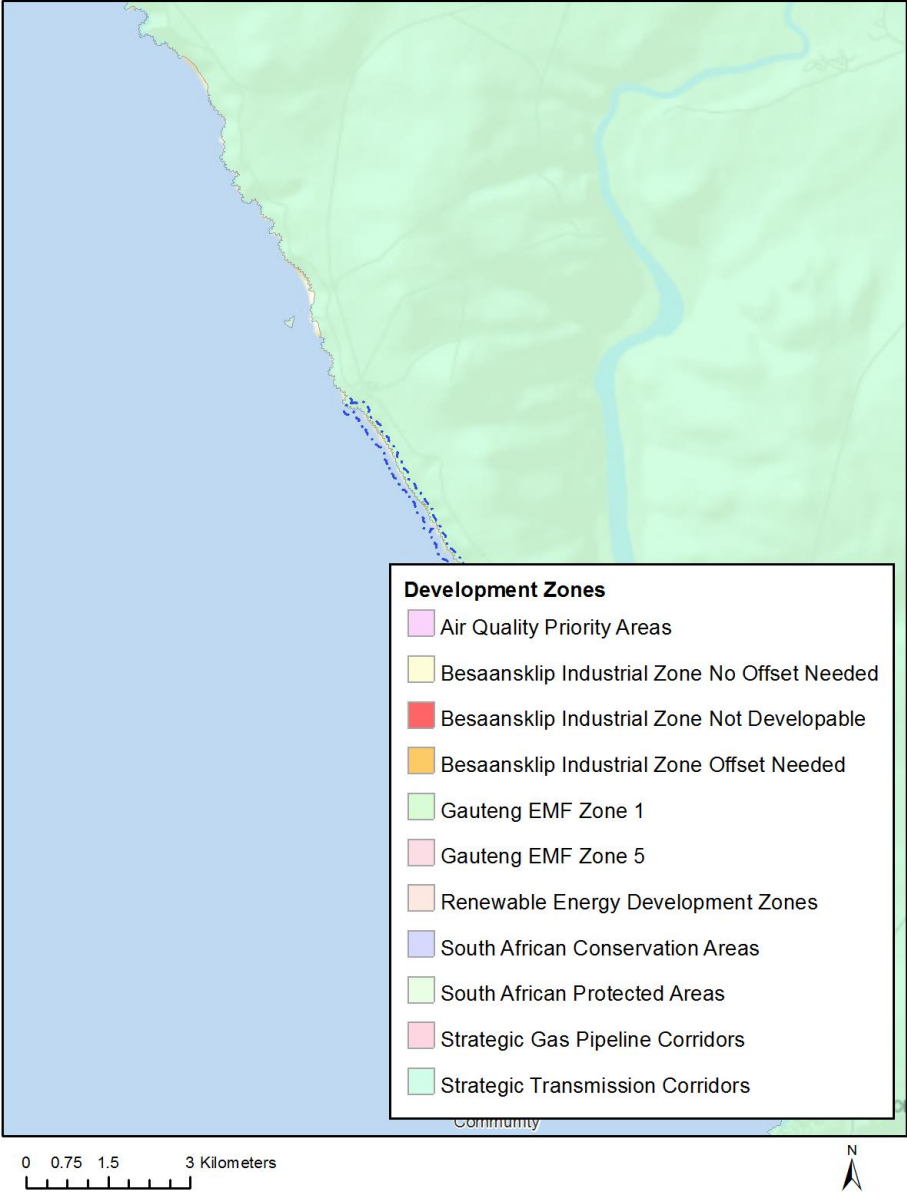 Development Zones
Air Quality Priority Areas
Besaansklip Industrial Zone No Offset Needed
Besaansklip Industrial Zone Not Developable
Besaansklip Industrial Zone Offset Needed
Gauteng EMF Zone 1
Gauteng EMF Zone 5
Renewable Energy Development Zones
South African Conservation Areas
South African Protected Areas
Strategic Gas Pipeline Corridors
Strategic Transmission Corridors
Community
0 0.75 1.5 3 Kilometers
N